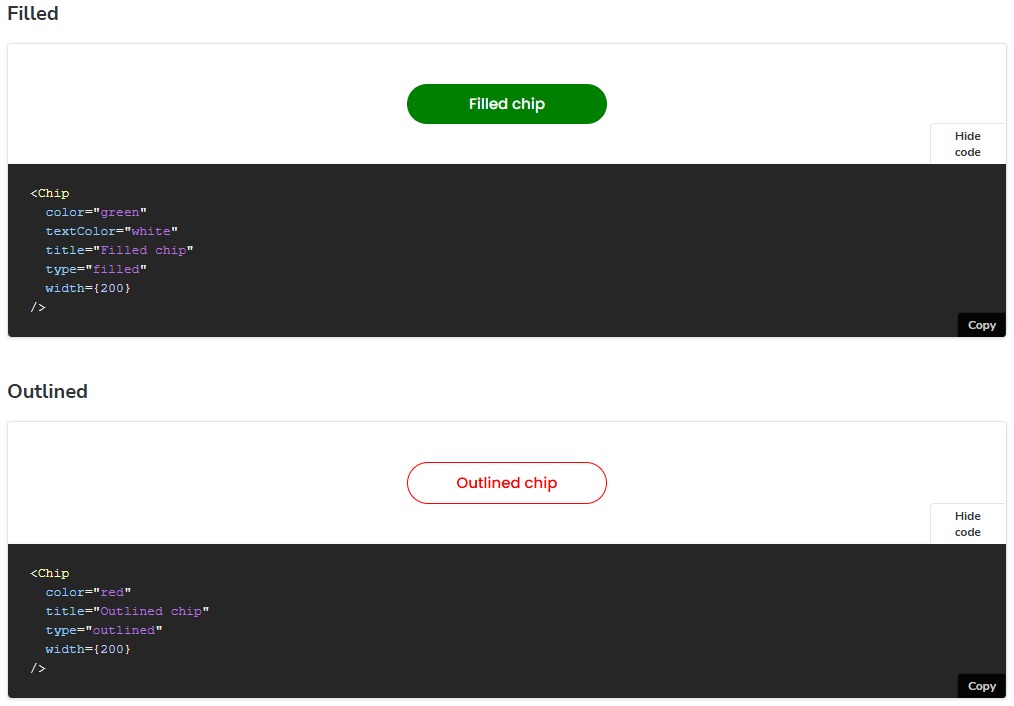 Filled
Filled chip
Hide
code
<Chip
  color="green"
  textColor="white"
  title="Filled chip"
  type="filled"
  width={200}
/>
Copy
Outlined
Outlined chip
Hide
code
<Chip
  color="red"
  title="Outlined chip"
  type="outlined"
  width={200}
/>
Copy